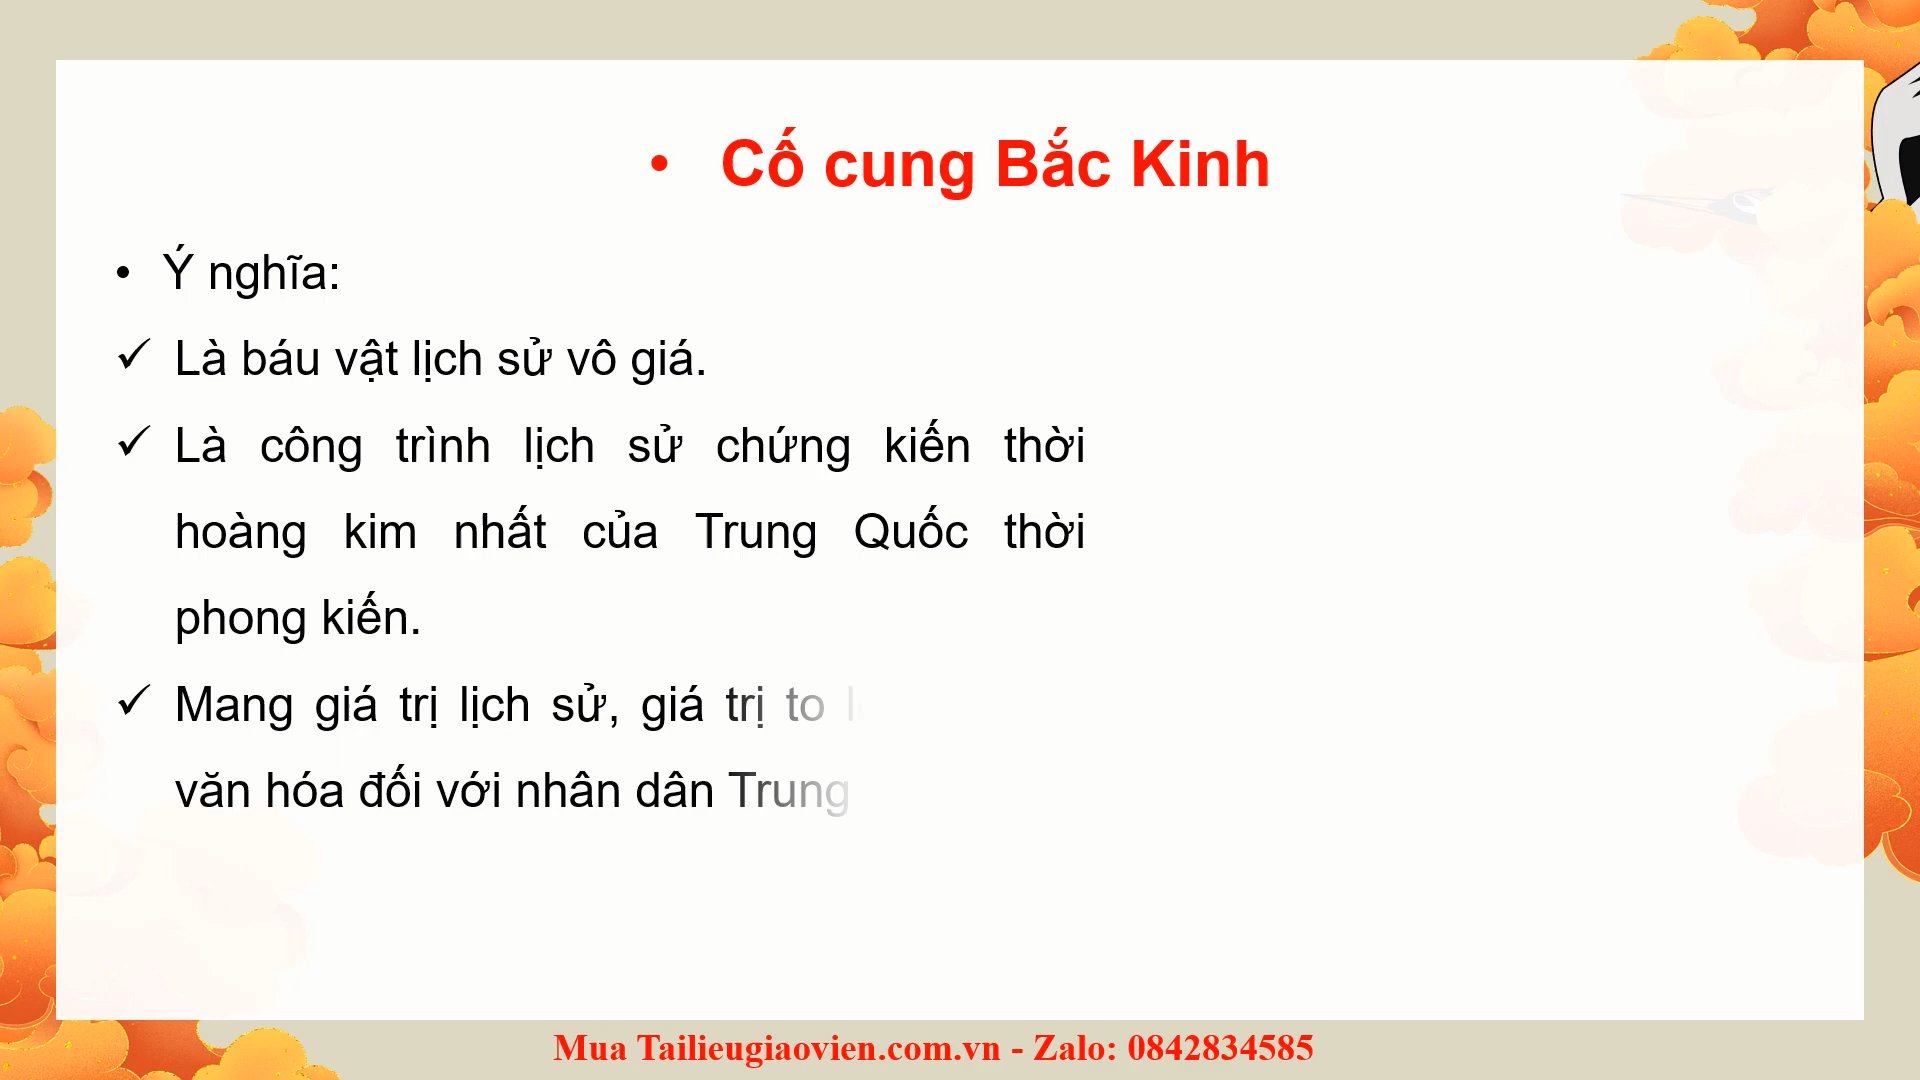 • Cố cung Bắc Kinh
• Ý nghĩa:
✓ Là báu vật lịch sử vô giá.
✓ Là công trình lịch sử chứng kiến thời
hoàng kim nhất của Trung Quốc thời
phong kiến.
✓ Mang giá trị lịch sử, giá trị to
văn hóa đối với nhân dân Trung
Mua Tailieugiaovien.com.vn - Zalo: 0842834585